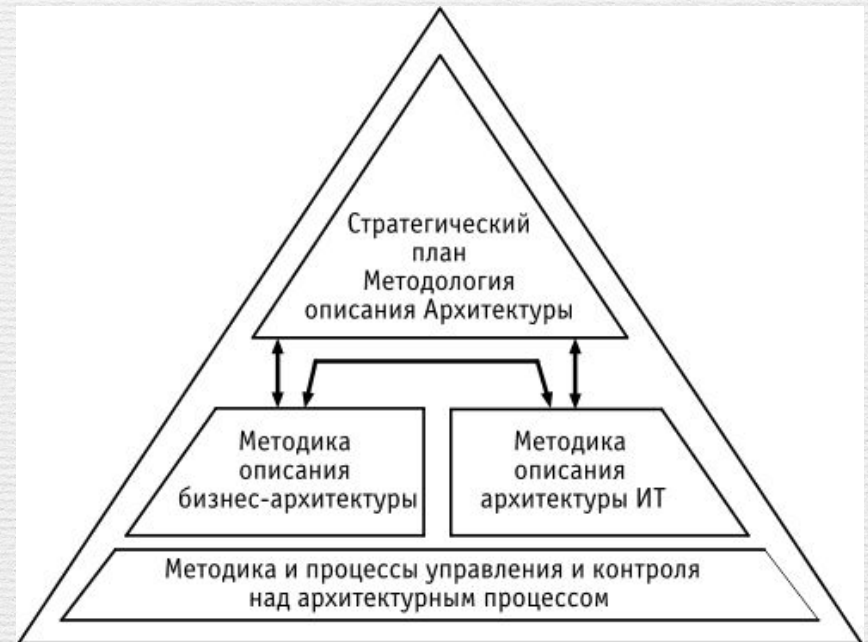 Стратегический
план
Методология
описания Архитектуры
Методика
описания
бизнес-архитектуры
Методика
описания
архитектуры ИТ
Методика и процессы управления и контроля
над архитектурным процессом